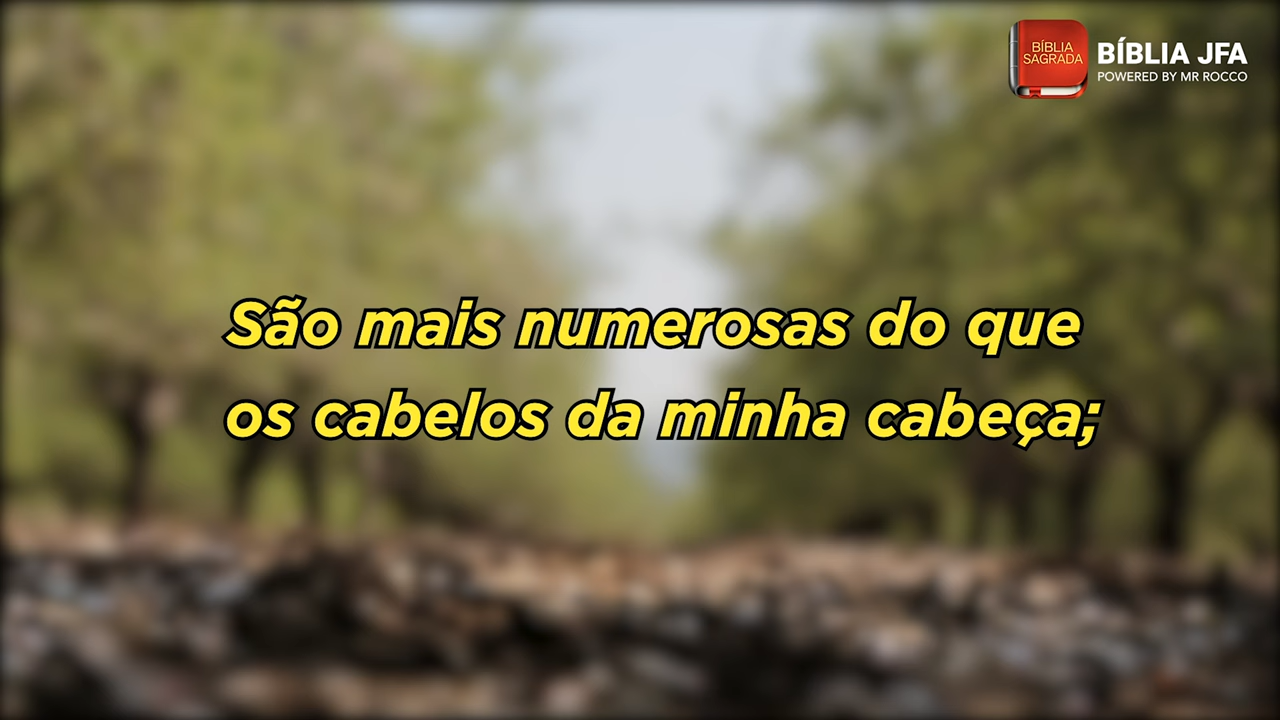 BÍBLIA
SAGRADA
BÍBLIA JFA
POWERED BY MR ROCCO
São mais numerosas do que
os cabelos da minha cabeça;